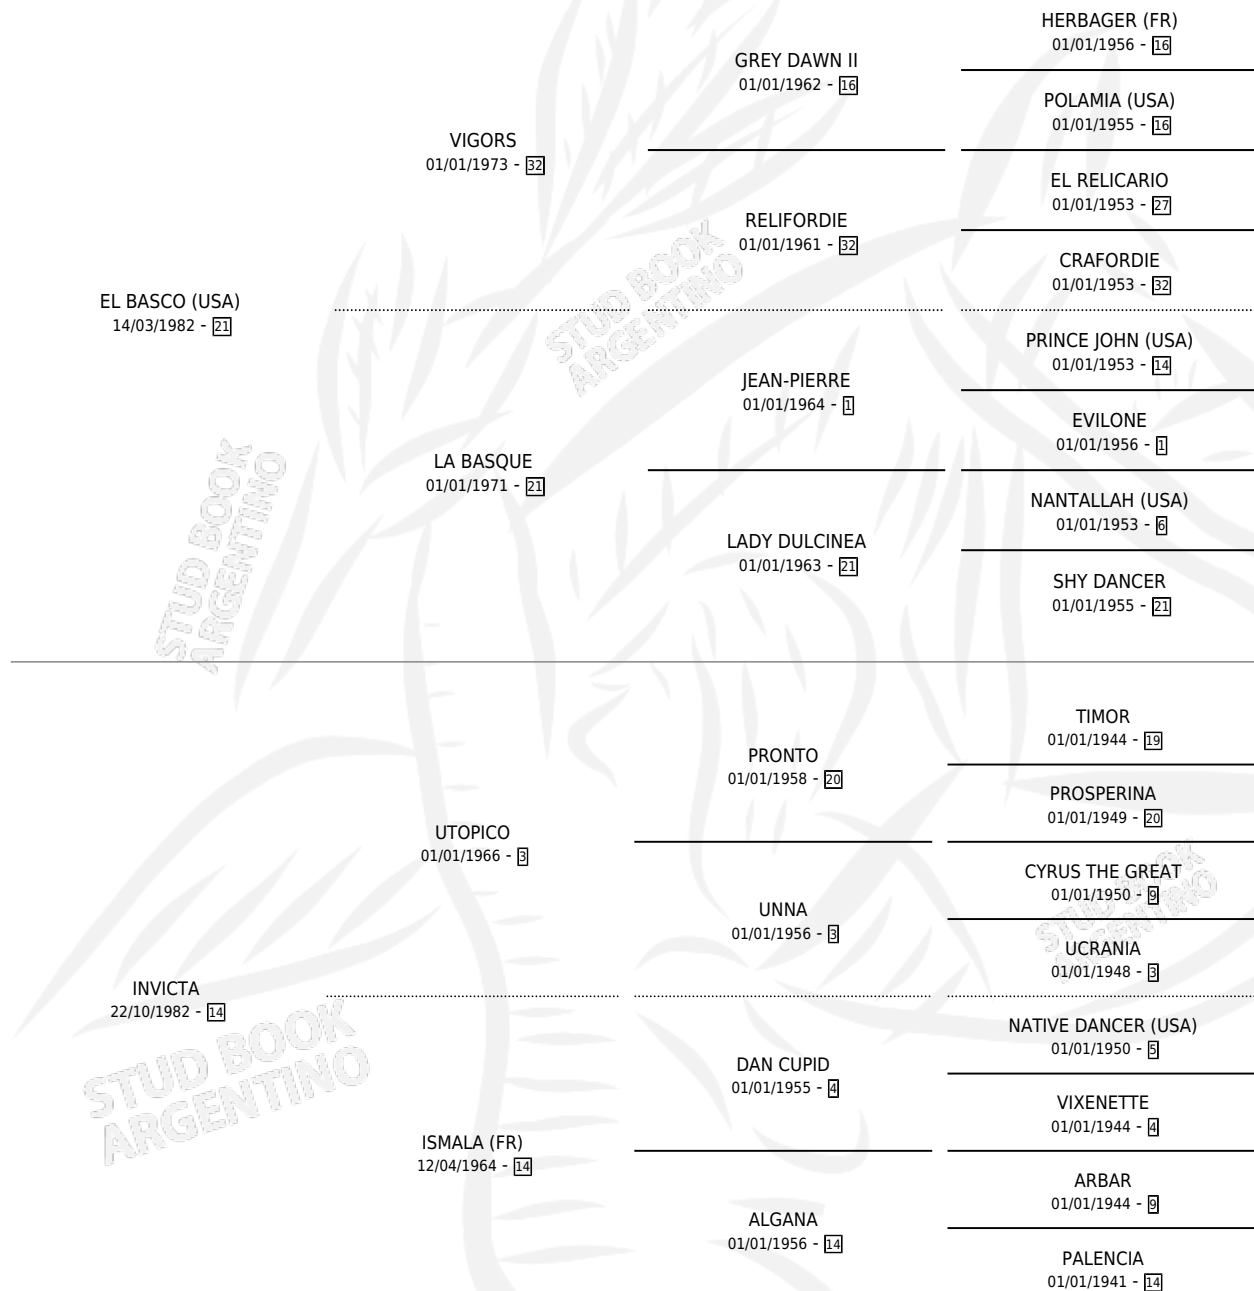 HERBAGER (FR)
01/01/1956 - 16
GREY DAWN II
01/01/1962 - 16
POLAMIA (USA)
01/01/1955 - 16
VIGORS
01/01/1973 - 32
EL RELICARIO
01/01/1953 - 27
RELIFORDIE
01/01/1961 - 32
CRAFORDIE
01/01/1953 - 32
EL BASCO (USA)
14/03/1982 - 21
PRINCE JOHN (USA)
01/01/1953 - 14
JEAN-PIERRE
01/01/1964 - 1
EVILONE
01/01/1956 - 1
LA BASQUE
01/01/1971 - 21
NANTALLAH (USA)
01/01/1953 - 6
LADY DULCINEA
01/01/1963 - 21
SHY DANCER
01/01/1955 - 21
TIMOR
01/01/1944 - 19
PRONTO
01/01/1958 - 20
PROSPERINA
01/01/1949 - 20
UTOPICO
01/01/1966 - 3
CYRUS THE GREAT
01/01/1950 - 9
UNNA
01/01/1956 - 3
UCRANIA
01/01/1948 - 3
INVICTA
22/10/1982 - 14
NATIVE DANCER (USA)
01/01/1950 - 5
DAN CUPID
01/01/1955 - 4
VIXENETTE
01/01/1944 - 4
ISMALA (FR)
12/04/1964 - 14
ARBAR
01/01/1944 - 9
ALGANA
01/01/1956 - 14
PALENCIA
01/01/1941 - 14
STUD BOOK
ARGENTINO
STUD BOOK
ARGENTINO
STUD BOOK
ARGENTINO
STUD BOOK
ARGENTINO